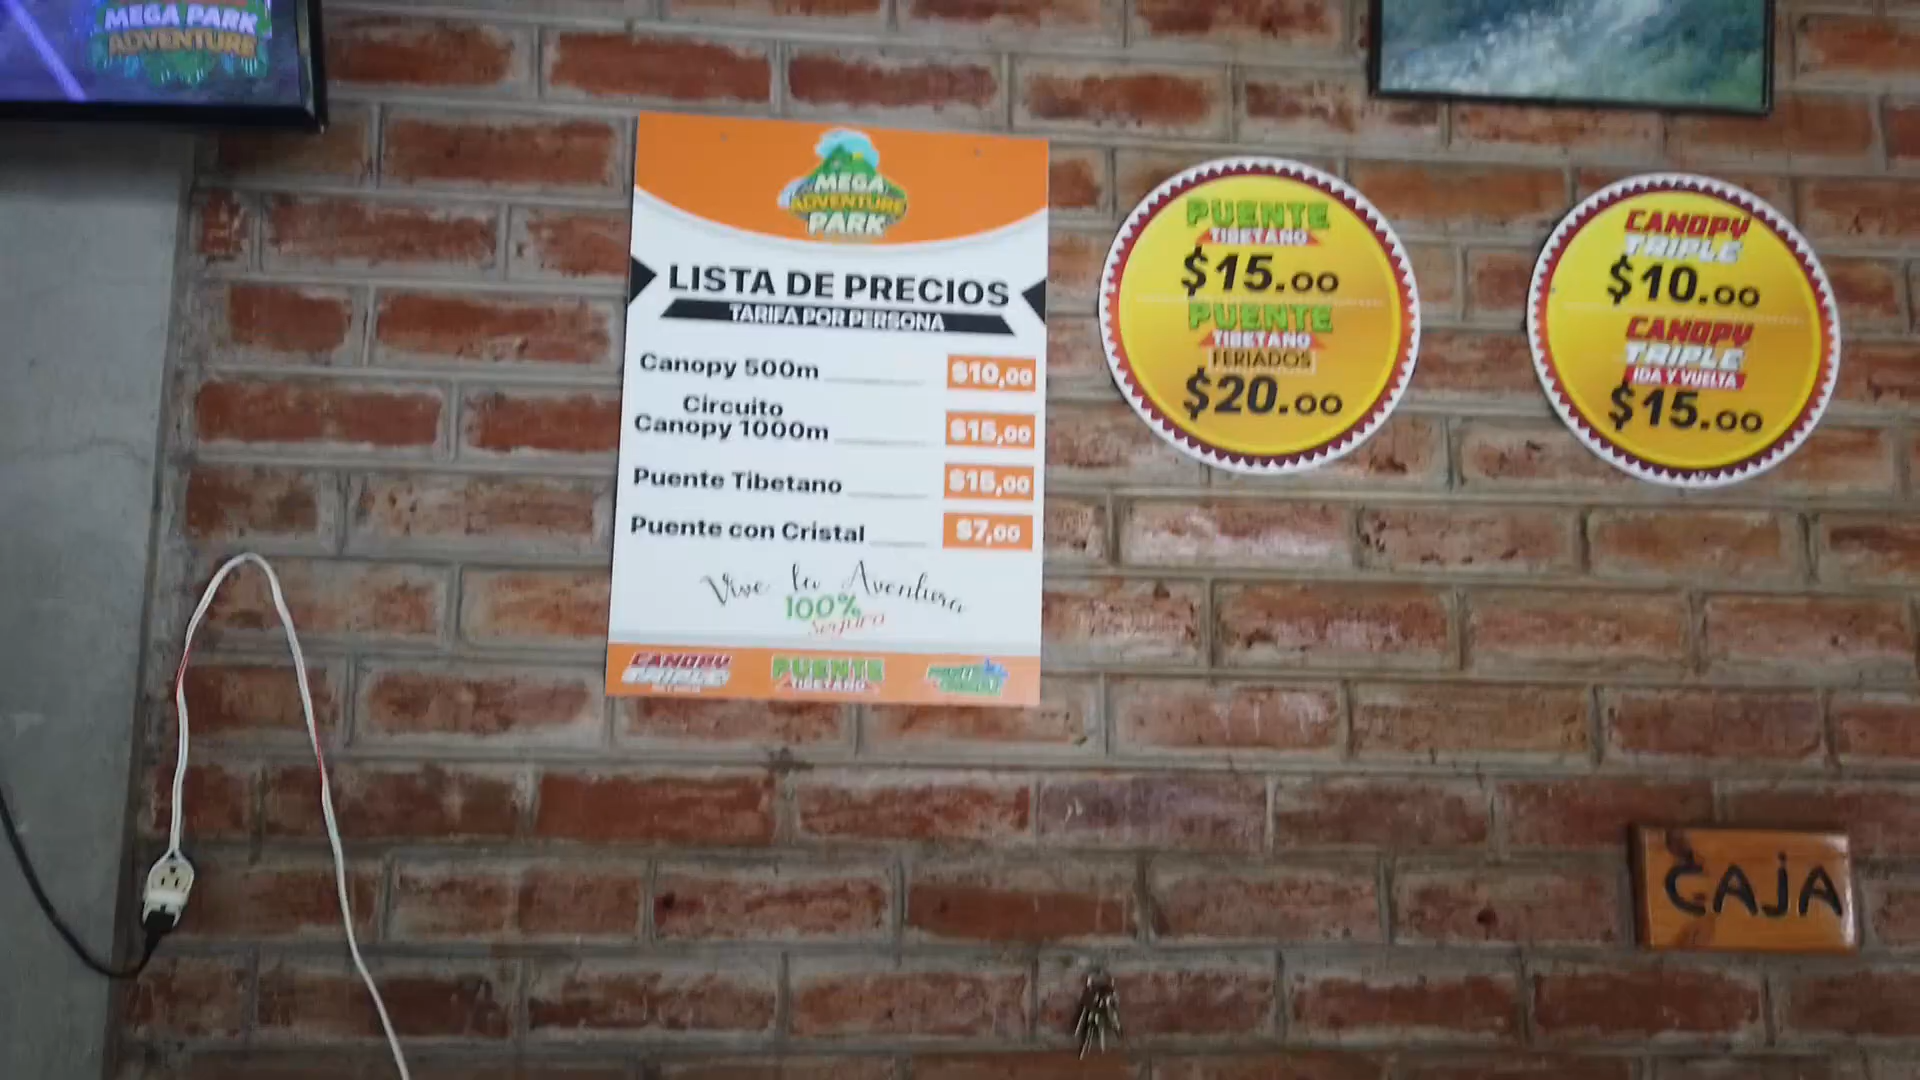 MEGA PARK
ADVENTURE
MEGA
ADVENTURE
PARK
LISTA DE PRECIOS
TARIFA POR PERSONA
Canopy 500m $10,00
Circuito
Canopy 1000m $15,00
Puente Tibetano $15,00
Puente con Cristal $7,00
Vive la Aventura
100%
Segura
CANOPY
TRIPLE
PUENTE
TIBETANO
PUENTE
TIBETANO
$15.00
PUENTE
TIBETANO
FERIADOS
$20.00
CANOPY
TRIPLE
$10.00
CANOPY
TRIPLE
IDA Y VUELTA
$15.00
CAJA